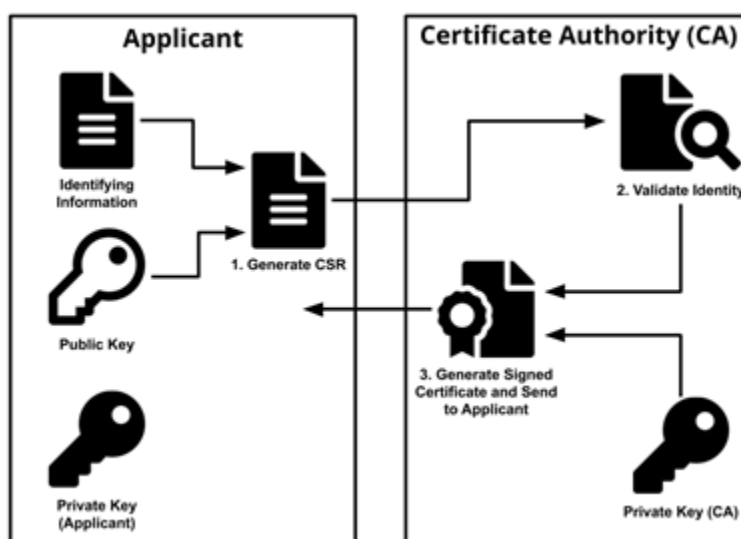 Applicant
Certificate Authority (CA)
Identifying
Information
1. Generate CSR
2. Validate Identity
Public Key
3. Generate Signed
Certificate and Send
to Applicant
Private Key
(Applicant)
Private Key (CA)